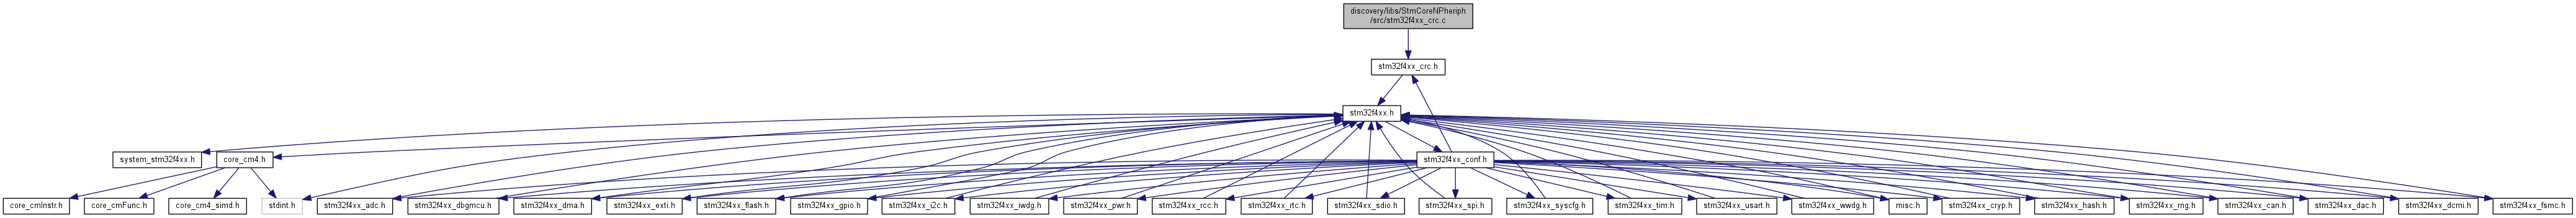 discovery/libs/StmCoreNPheriph
/src/stm32f4xx_crc.c
stm32f4xx_crc.h
stm32f4xx.h
system_stm32f4xx.h
core_cm4.h
stm32f4xx_conf.h
core_cmInstr.h
core_cmFunc.h
core_cm4_simd.h
stdint.h
stm32f4xx_adc.h
stm32f4xx_dbgmcu.h
stm32f4xx_dma.h
stm32f4xx_exti.h
stm32f4xx_flash.h
stm32f4xx_gpio.h
stm32f4xx_i2c.h
stm32f4xx_iwdg.h
stm32f4xx_pwr.h
stm32f4xx_rcc.h
stm32f4xx_rtc.h
stm32f4xx_sdio.h
stm32f4xx_spi.h
stm32f4xx_syscfg.h
stm32f4xx_tim.h
stm32f4xx_usart.h
stm32f4xx_wwdg.h
misc.h
stm32f4xx_cryp.h
stm32f4xx_hash.h
stm32f4xx_rng.h
stm32f4xx_can.h
stm32f4xx_dac.h
stm32f4xx_dcmi.h
stm32f4xx_fsmc.h